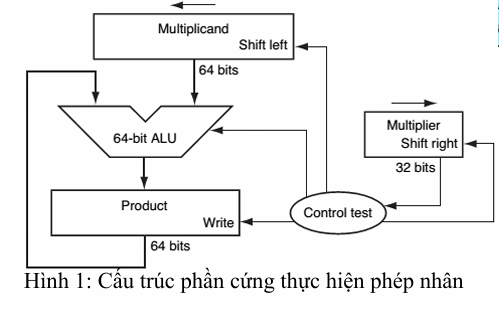 Multiplicand
Shift left
64 bits
64-bit ALU
Multiplier
Shift right
32 bits
Product
Write
Control test
64 bits
Hình 1: Cấu trúc phần cứng thực hiện phép nhân